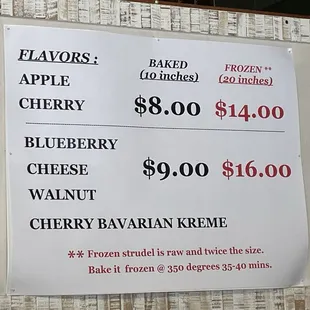 FLAVORS : BAKED FROZEN **
(10 inches) (20 inches)
APPLE
CHERRY $8.00 $14.00
BLUEBERRY
CHEESE $9.00 $16.00
WALNUT
CHERRY BAVARIAN KREME
** Frozen strudel is raw and twice the size.
Bake it frozen @ 350 degrees 35-40 mins.